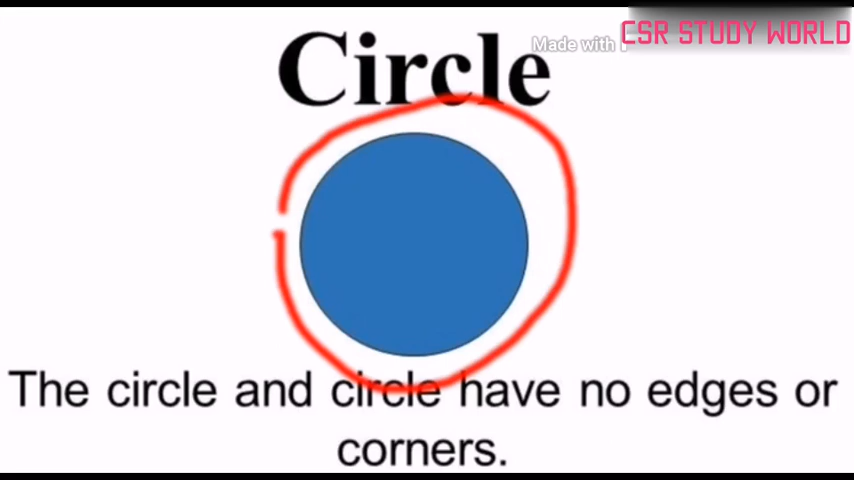 Circle
Made with
CSR STUDY WORLD
The circle and circle have no edges or
corners.